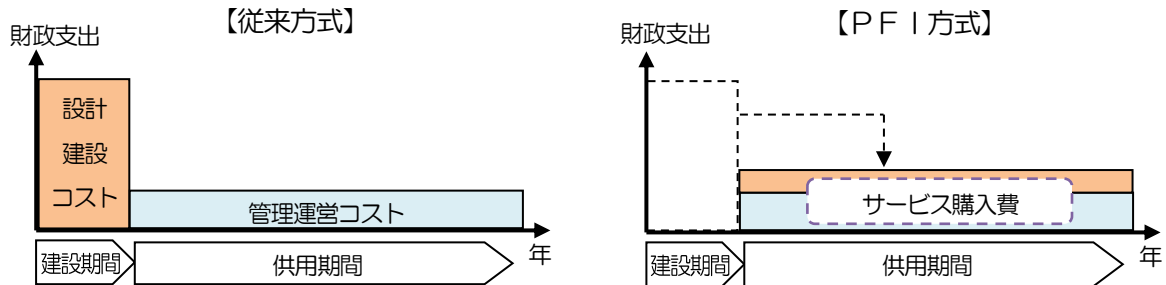 【従来方式】
財政支出
設計
建設
コスト
管理運営コスト
年
建設期間
供用期間
【ＰＦＩ方式】
財政支出
サービス購入費
年
建設期間
供用期間